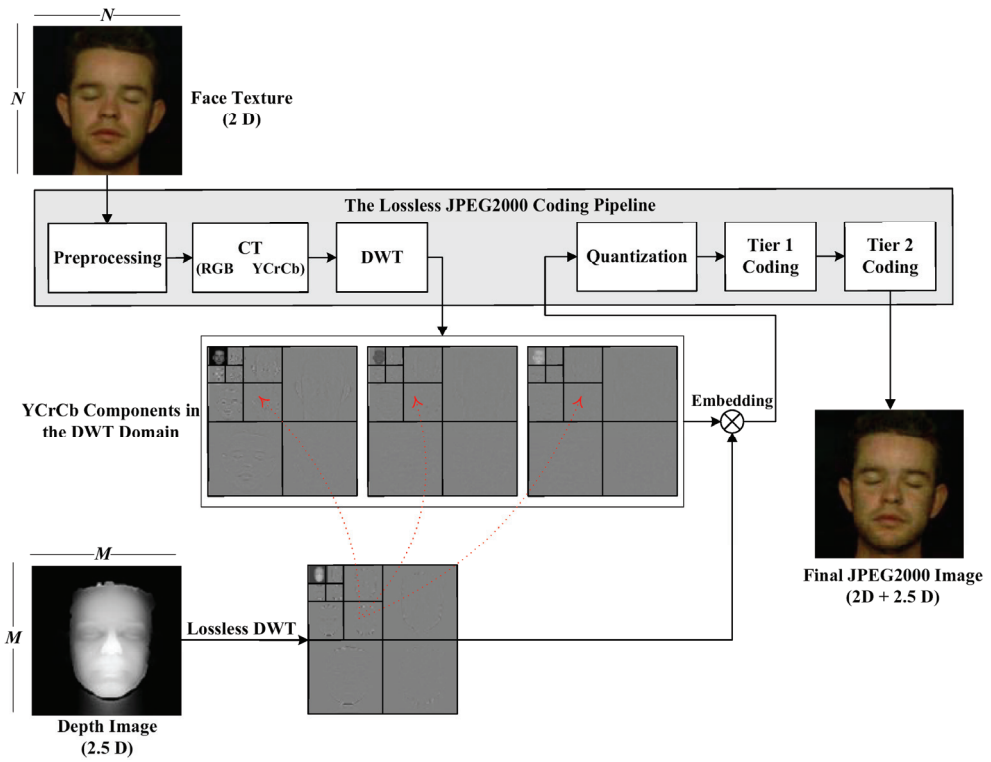 N
N
Face Texture
(2 D)
The Lossless JPEG2000 Coding Pipeline
Preprocessing
CT
(RGB YCrCb)
DWT
Quantization
Tier 1
Coding
Tier 2
Coding
YCrCb Components in
the DWT Domain
Embedding
M
M
Lossless DWT
Depth Image
(2.5 D)
Final JPEG2000 Image
(2D + 2.5 D)